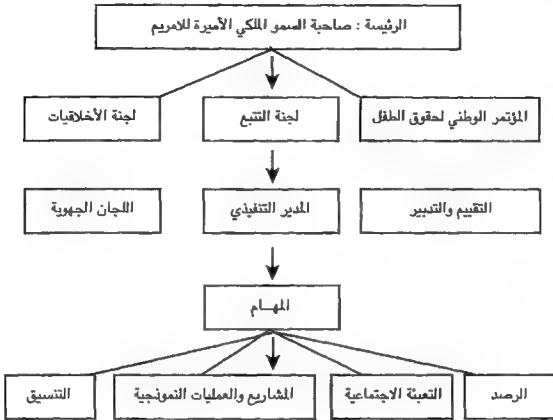 الرئيسة : صاحبة السمو الملكي الأميرة للامريم
المؤتمر الوطني لحقوق الطفل
لجنة التتبع
لجنة الأخلاقيات
التقييم والتدبير
المدير التنفيذي
اللجان الجهوية
المهـام
الرصد
التعبئة الاجتماعية
المشاريع والعمليات النموذجية
التنسيق